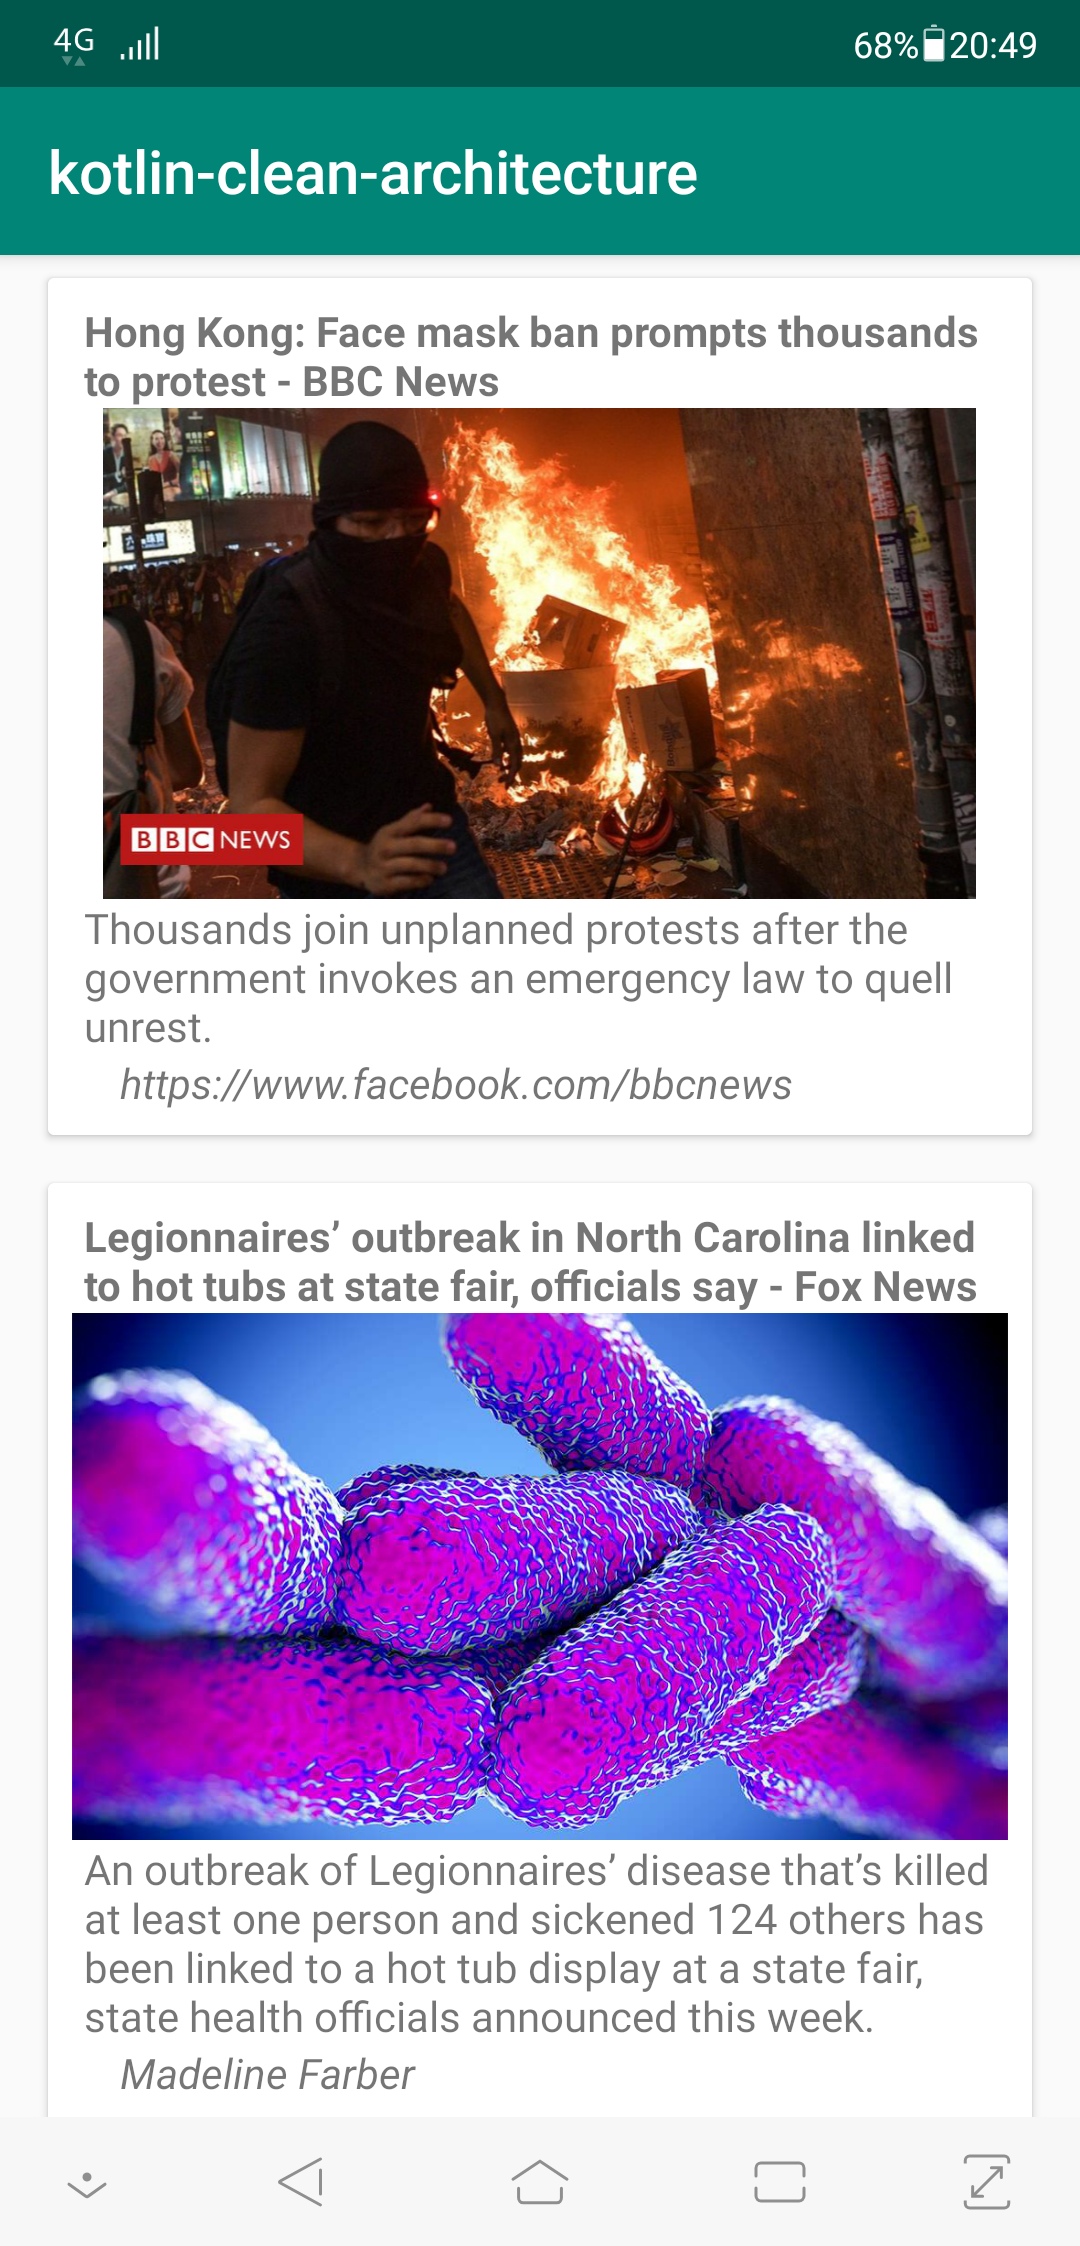 4G
68% 20:49
kotlin-clean-architecture
Hong Kong: Face mask ban prompts thousands
to protest - BBC News
BBC NEWS
Thousands join unplanned protests after the
government invokes an emergency law to quell
unrest.
https://www.facebook.com/bbcnews
Legionnaires’ outbreak in North Carolina linked
to hot tubs at state fair, officials say - Fox News
An outbreak of Legionnaires’ disease that’s killed
at least one person and sickened 124 others has
been linked to a hot tub display at a state fair,
state health officials announced this week.
Madeline Farber